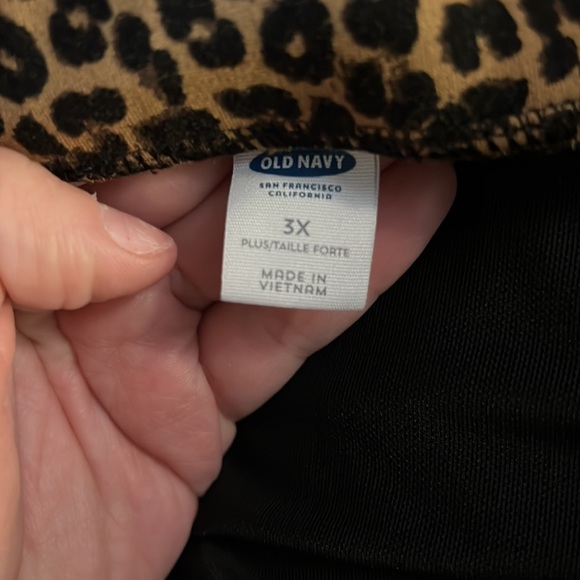 OLD NAVY
SAN FRANCISCO
CALIFORNIA
3X
PLUS/TAILLE FORTE
MADE IN
VIETNAM